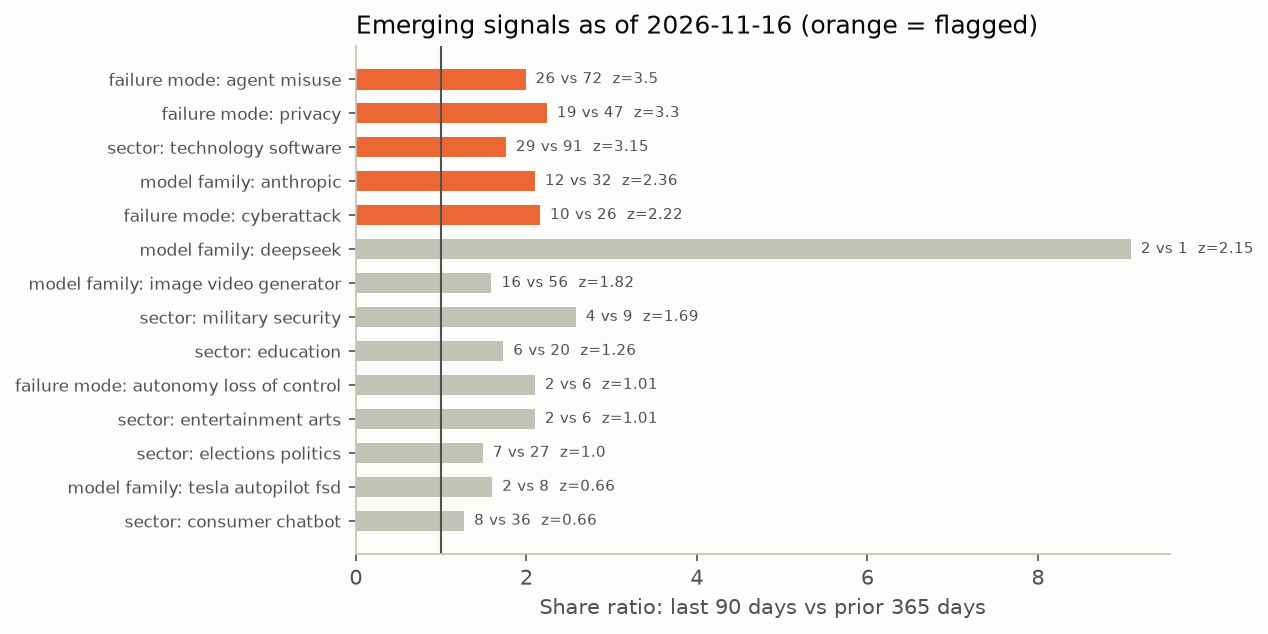 Emerging signals as of 2026-11-16 (orange = flagged)
failure mode: agent misuse 26 vs 72 z=3.5
failure mode: privacy 19 vs 47 z=3.3
sector: technology software 29 vs 91 z=3.15
model family: anthropic 12 vs 32 z=2.36
failure mode: cyberattack 10 vs 26 z=2.22
model family: deepseek 2 vs 1 z=2.15
model family: image video generator 16 vs 56 z=1.82
sector: military security 4 vs 9 z=1.69
sector: education 6 vs 20 z=1.26
failure mode: autonomy loss of control 2 vs 6 z=1.01
sector: entertainment arts 2 vs 6 z=1.01
sector: elections politics 7 vs 27 z=1.0
model family: tesla autopilot fsd 2 vs 8 z=0.66
sector: consumer chatbot 8 vs 36 z=0.66
0 2 4 6 8
Share ratio: last 90 days vs prior 365 days